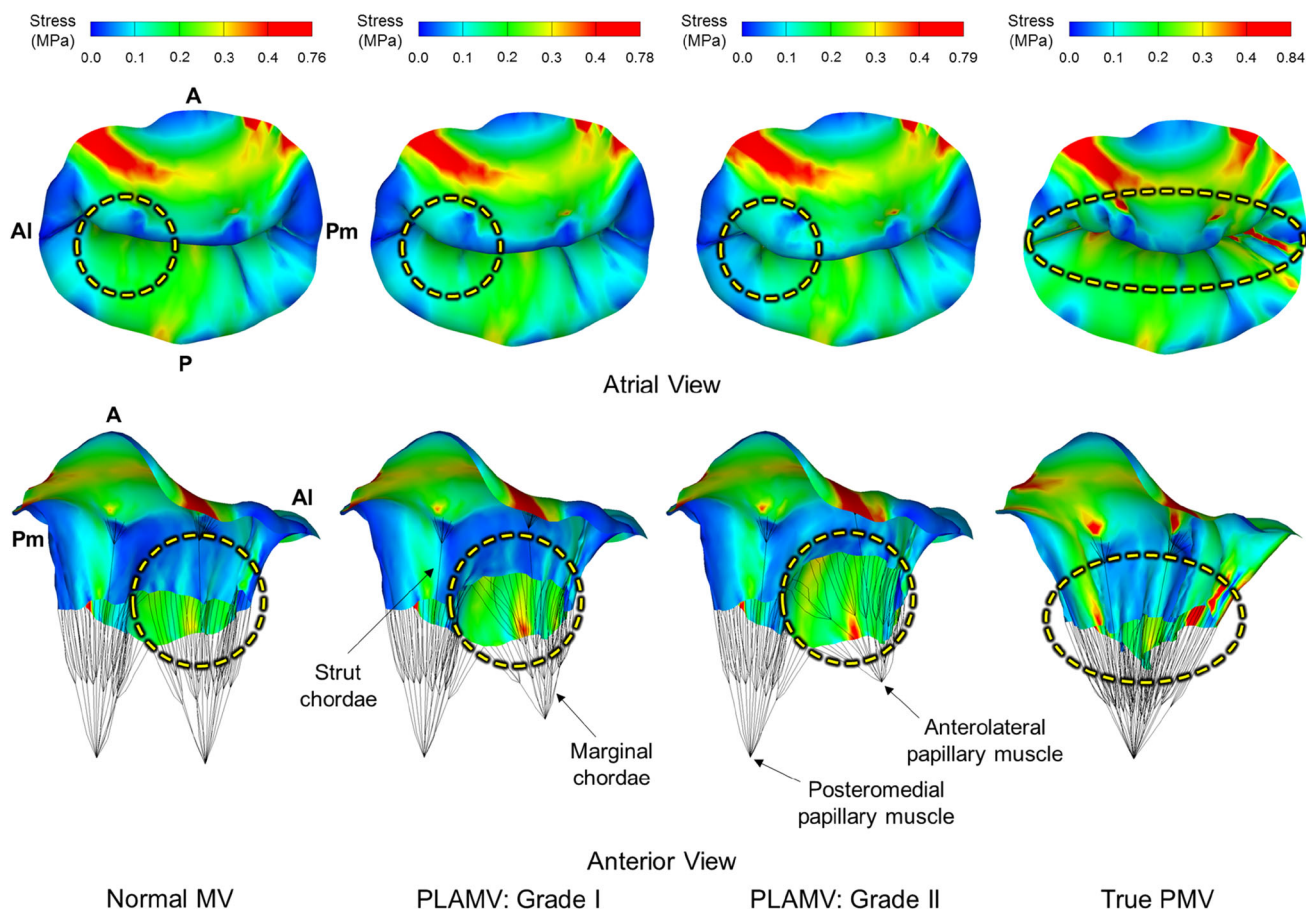 Stress
(MPa)
0.0 0.1 0.2 0.3 0.4 0.76
Stress
(MPa)
0.0 0.1 0.2 0.3 0.4 0.78
Stress
(MPa)
0.0 0.1 0.2 0.3 0.4 0.79
Stress
(MPa)
0.0 0.1 0.2 0.3 0.4 0.84
A
Al
Pm
P
Atrial View
A
Al
Pm
Strut
chordae
Marginal
chordae
Anterolateral
papillary muscle
Posteromedial
papillary muscle
Anterior View
Normal MV
PLAMV: Grade I
PLAMV: Grade II
True PMV